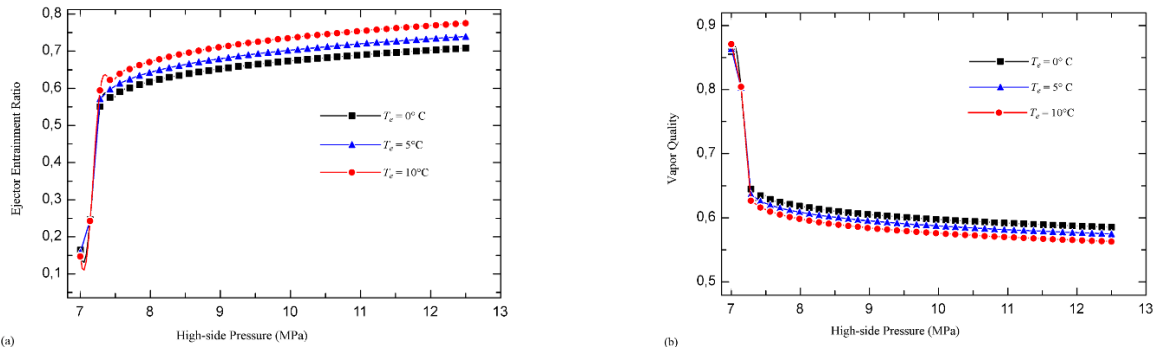 0,8
0,7
0,6
0,5
0,4
0,3
0,2
0,1
Ejector Entrainment Ratio
Te = 0° C
Te = 5°C
Te = 10°C
7 8 9 10 11 12 13
High-side Pressure (MPa)
(a)
0,9
0,8
0,7
0,6
0,5
Vapor Quality
Te = 0° C
Te = 5° C
Te – 10°C
7 8 9 10 11 12 13
High-side Pressure (MPa)
(b)